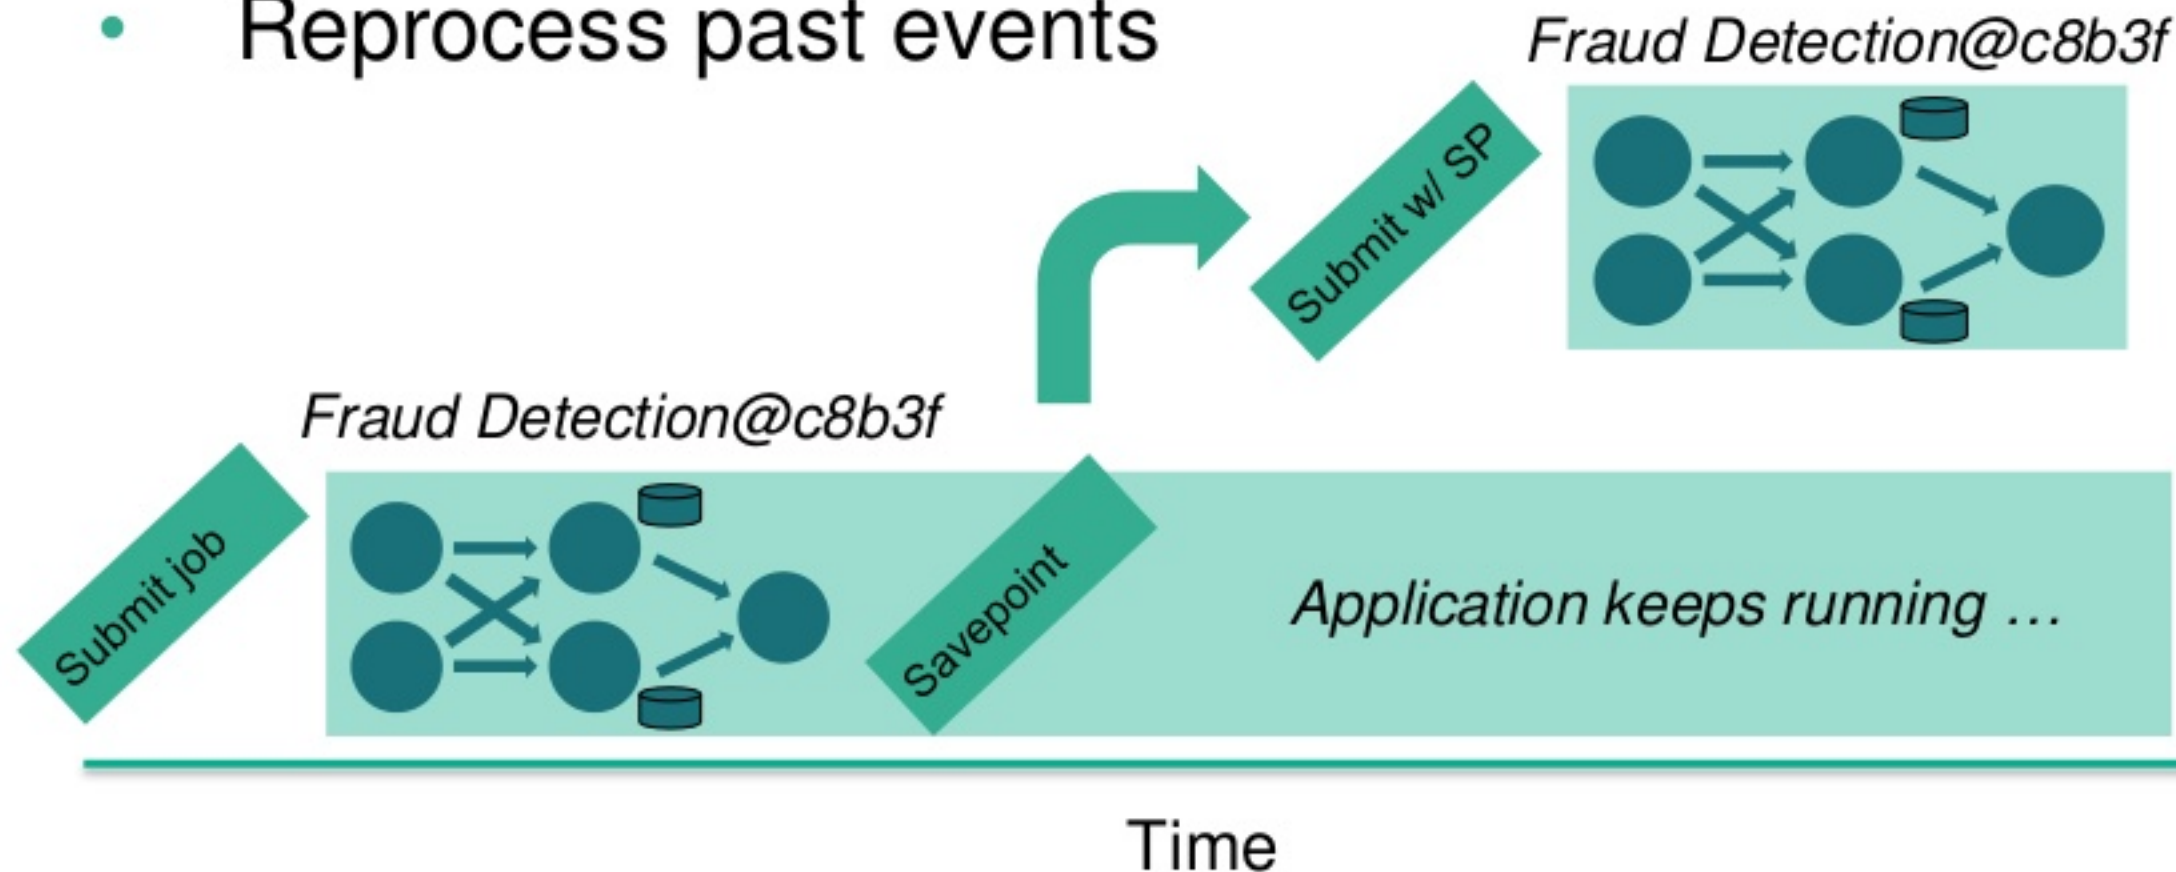 • Reprocess past events
Fraud Detection@c8b3f
Submit w/ SP
Fraud Detection@c8b3f
Submit job
Savepoint
Application keeps running …
Time